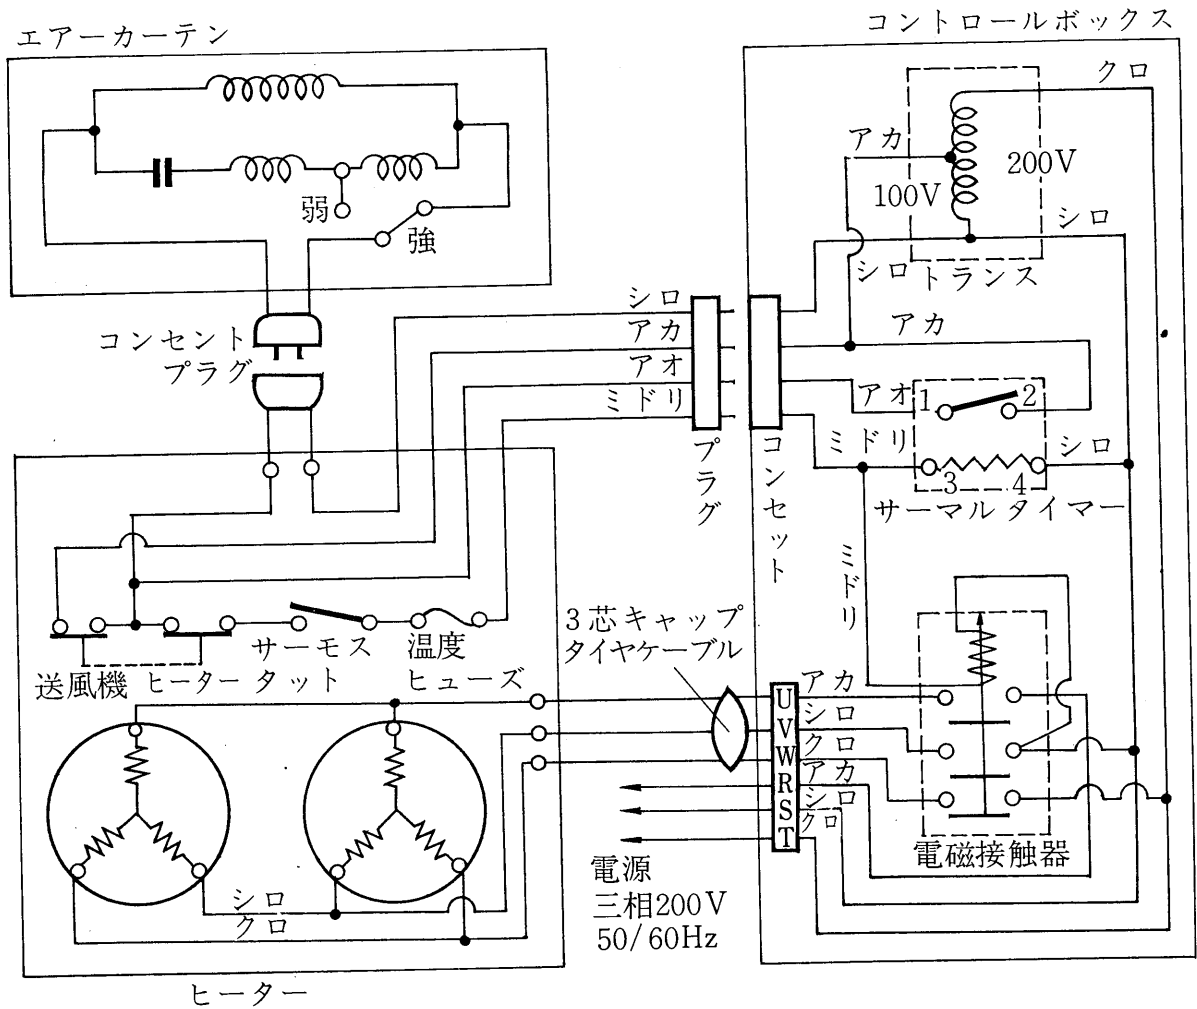 エアーカーテン
コントロールボックス
クロ
アカ
200V
100V
弱
強
シロ
シロ
トランス
コンセント
プラグ
シロ
アカ
アオ
ミドリ
アカ
アオ
1
2
ミドリ
シロ
3
4
サーマルタイマー
プラグ
コンセット
ミドリ
送風機
ヒーター
サーモス
タット
温度
ヒューズ
3芯キャップ
タイヤケーブル
U
V
W
R
S
T
アカ
シロ
クロ
アカ
シロ
クロ
電磁接触器
電源
三相200V
50/60Hz
シロ
クロ
ヒーター